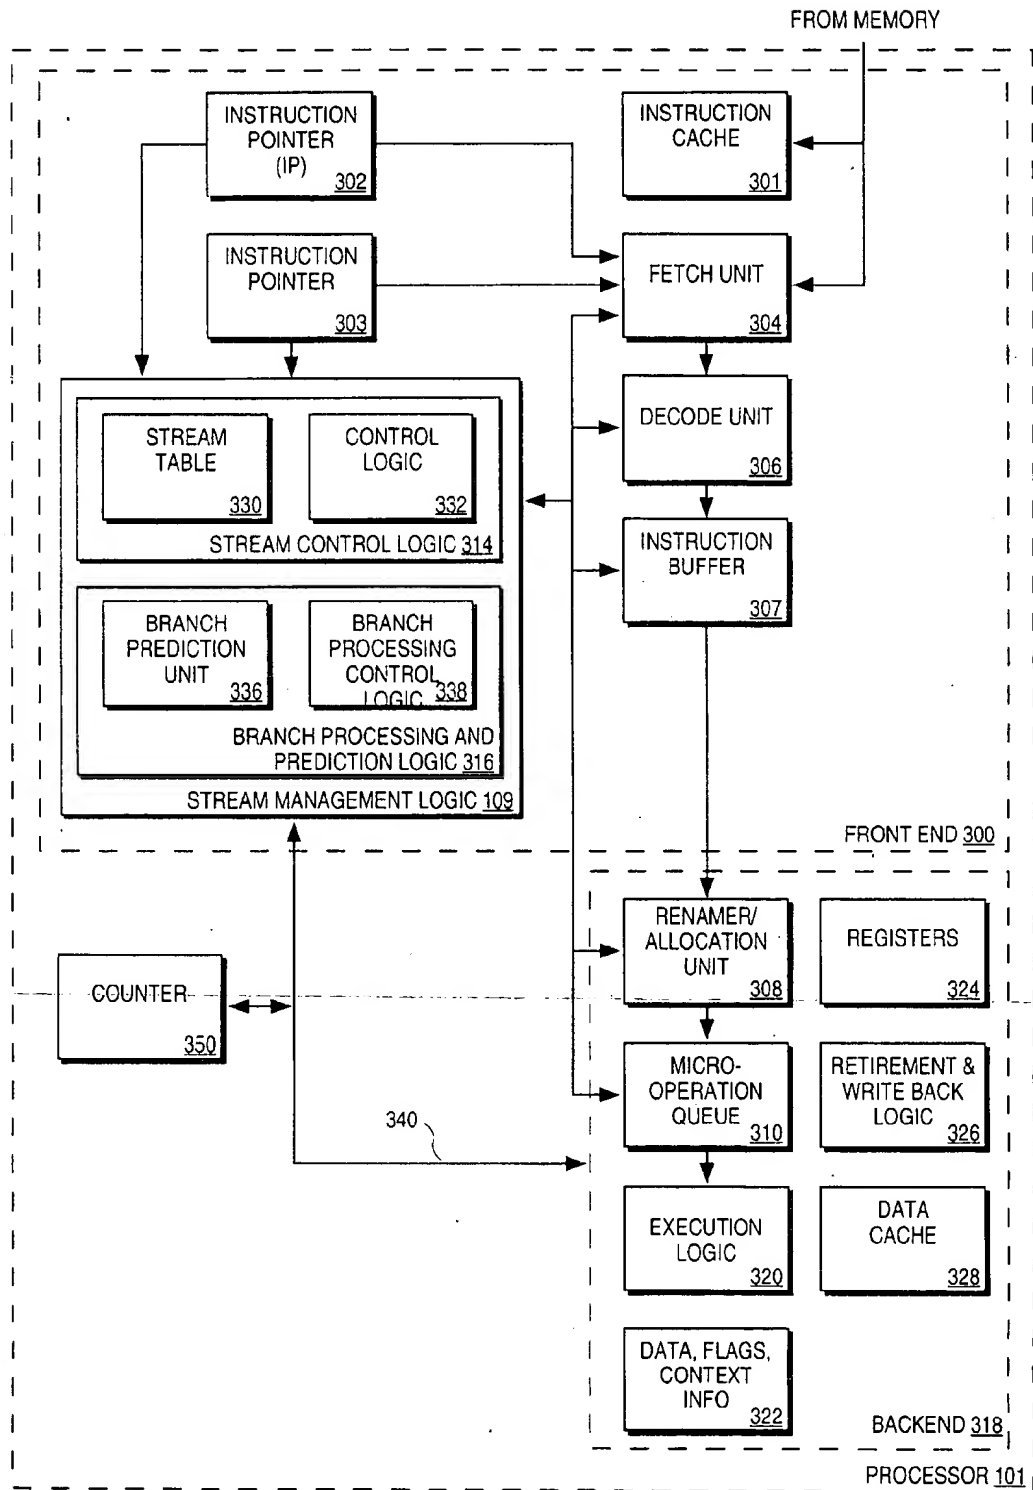 FROM MEMORY
INSTRUCTION
POINTER
(IP)
302
INSTRUCTION
CACHE
301
INSTRUCTION
POINTER
303
FETCH UNIT
304
STREAM
TABLE
330
CONTROL
LOGIC
332
STREAM CONTROL LOGIC 314
DECODE UNIT
306
INSTRUCTION
BUFFER
307
BRANCH
PREDICTION
UNIT
336
BRANCH
PROCESSING
CONTROL
LOGIC
338
BRANCH PROCESSING AND
PREDICTION LOGIC 316
STREAM MANAGEMENT LOGIC 109
FRONT END 300
RENAMER/
ALLOCATION
UNIT
308
REGISTERS
324
COUNTER
350
MICRO-
OPERATION
QUEUE
310
RETIREMENT &
WRITE BACK
LOGIC
326
340
EXECUTION
LOGIC
320
DATA
CACHE
328
DATA, FLAGS,
CONTEXT
INFO
322
BACKEND 318
PROCESSOR 101